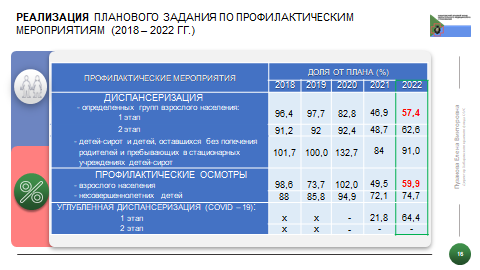 РЕАЛИЗАЦИЯ ПЛАНОВОГО ЗАДАНИЯ ПО ПРОФИЛАКТИЧЕСКИМ
МЕРОПРИЯТИЯМ (2018 – 2022 ГГ.)
ПРОФИЛАКТИЧЕСКИЕ МЕРОПРИЯТИЯ ДОЛЯ ОТ ПЛАНА (%)
2018 2019 2020 2021 2022
ДИСПАНСЕРИЗАЦИЯ
- определенных групп взрослого населения:
1 этап 96,4 97,7 82,8 46,9 57,4
2 этап 91,2 92 92,4 48,7 62,6
- детей-сирот и детей, оставшихся без попечения
родителей и пребывающих в стационарных
учреждениях детей-сирот 101,7 100,0 132,7 84 91,0
ПРОФИЛАКТИЧЕСКИЕ ОСМОТРЫ
- взрослого населения 98,6 73,7 102,0 49,5 59,9
- несовершеннолетних детей 88 85,8 94,9 72,1 74,7
УГЛУБЛЕННАЯ ДИСПАНСЕРИЗАЦИЯ (COVID – 19):
1 этап х х - 21,8 64,4
2 этап х х - - -
%
Елена Викторовна
16